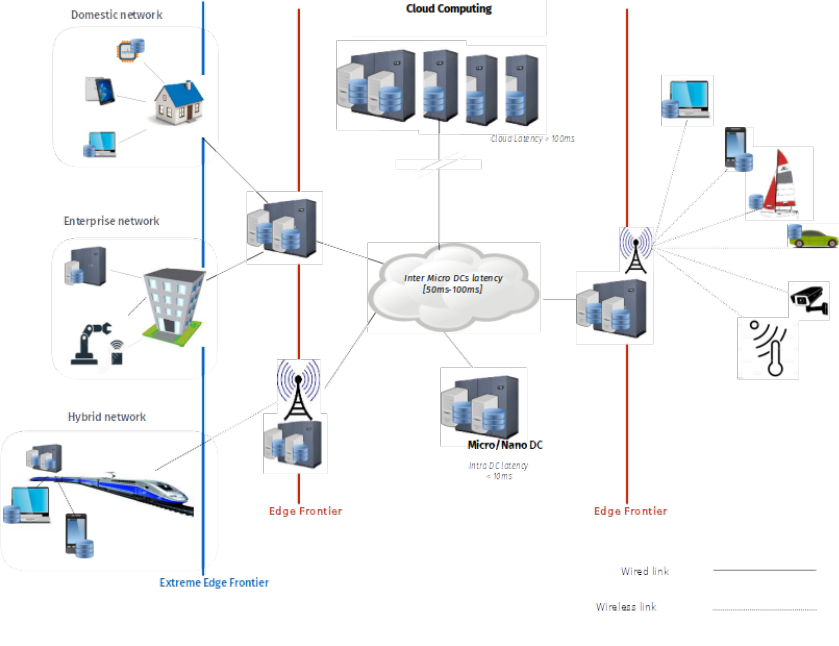 Domestic network
Cloud Computing
Cloud Latency > 100ms
Enterprise network
Inter Micro DCs latency
[50ms-100ms]
Hybrid network
Micro/Nano DC
Intra DC latency
< 10ms
Edge Frontier
Edge Frontier
Extreme Edge Frontier
Wired link
Wireless link